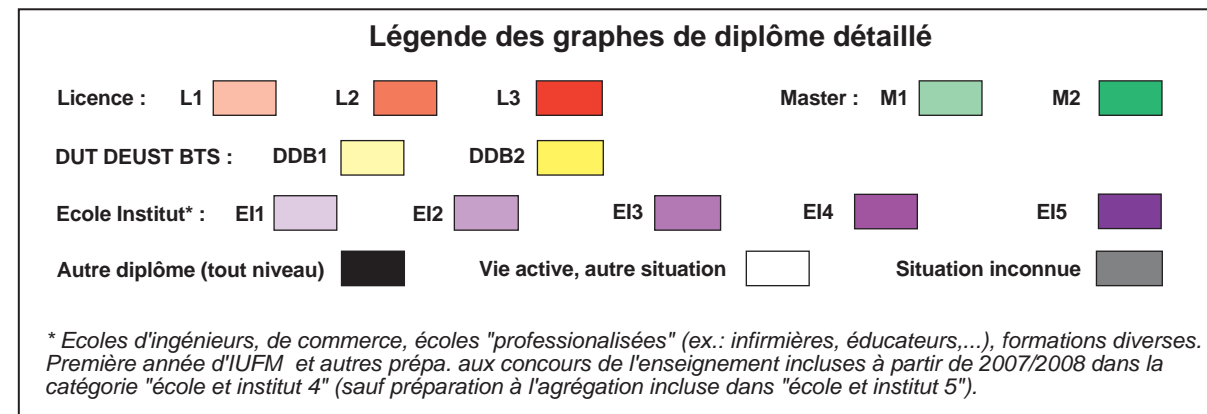 Légende des graphes de diplôme détaillé
Licence : L1 L2 L3 Master : M1 M2
DUT DEUST BTS : DDB1 DDB2
Ecole Institut* : EI1 EI2 EI3 EI4 EI5
Autre diplôme (tout niveau) Vie active, autre situation Situation inconnue
* Ecoles d'ingénieurs, de commerce, écoles "professionalisées" (ex.: infirmières, éducateurs,...), formations diverses.
Première année d'IUFM et autres prépa. aux concours de l'enseignement incluses à partir de 2007/2008 dans la
catégorie "école et institut 4" (sauf préparation à l'agrégation incluse dans "école et institut 5").